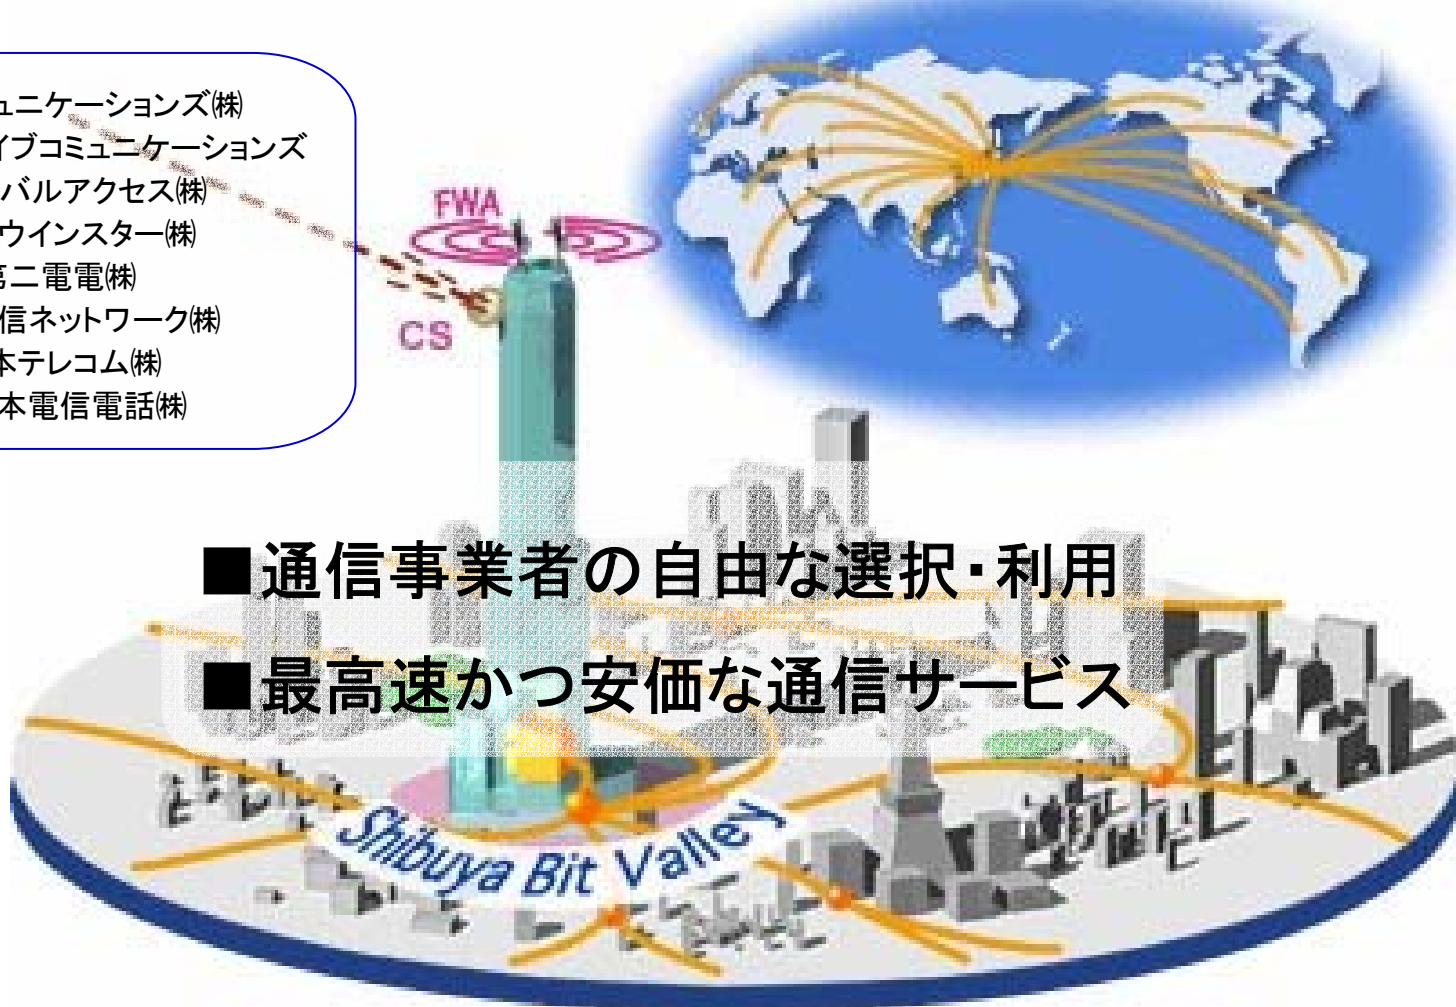 ュニケーションズ㈱
イブコミュニケーションズ
バルアクセス㈱
ウインスター㈱
第二電電㈱
信ネットワーク㈱
本テレコム㈱
本電信電話㈱
FWA
CS
■通信事業者の自由な選択・利用
■最高速かつ安価な通信サービス
Shibuya Bit Valley